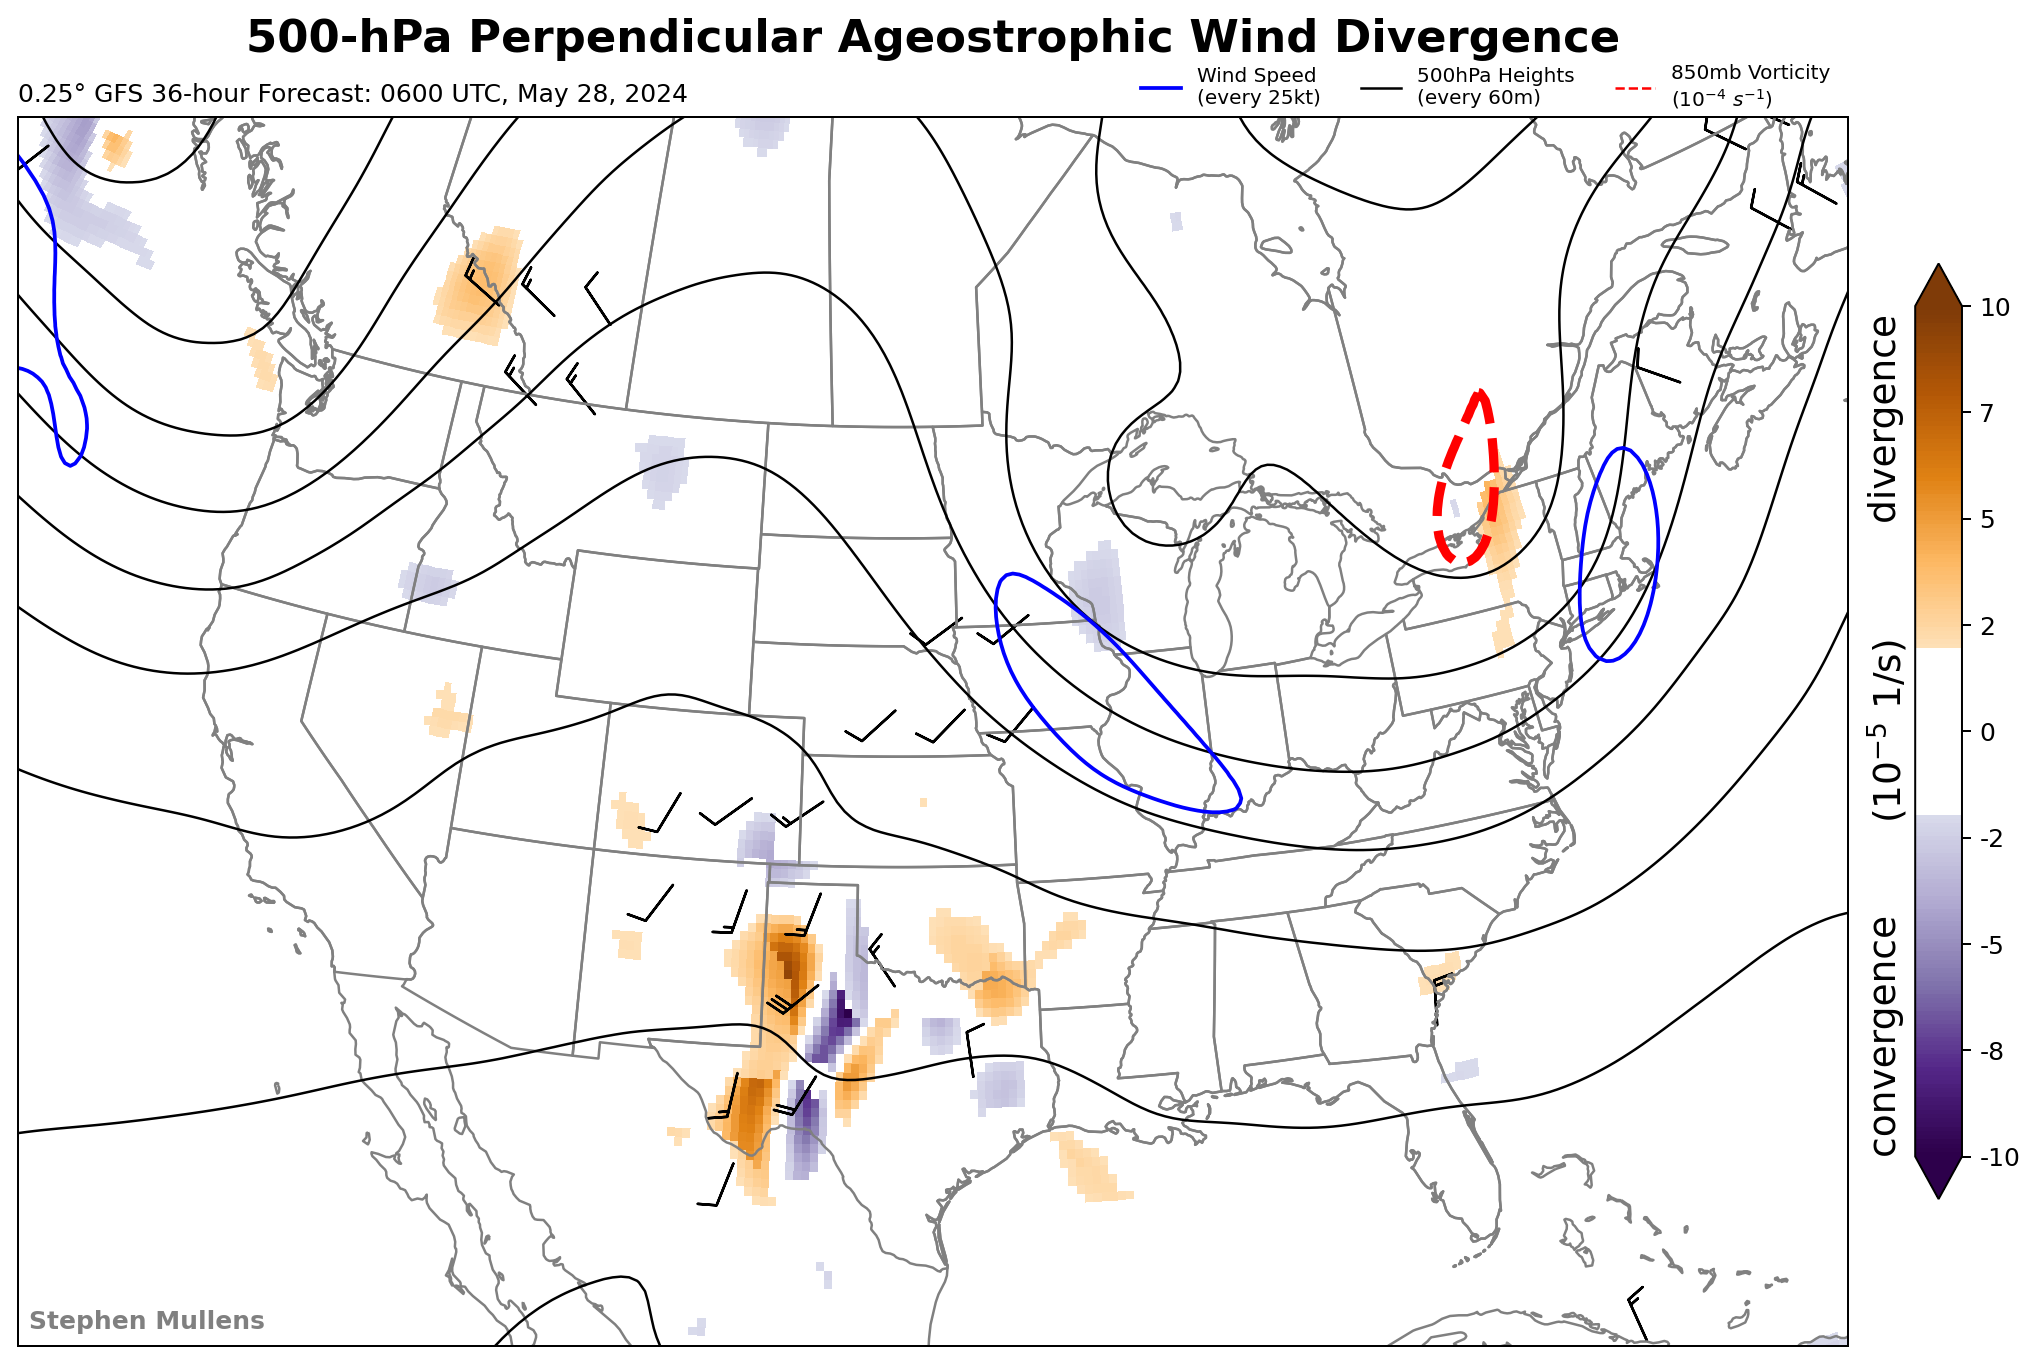 500-hPa Perpendicular Ageostrophic Wind Divergence
0.25° GFS 36-hour Forecast: 0600 UTC, May 28, 2024
Wind Speed
(every 25kt)
500hPa Heights
(every 60m)
850mb Vorticity
(10⁻⁴ s⁻¹)
10
7
5
2
0
-2
-5
-8
-10
convergence (10⁻⁵ 1/s) divergence
Stephen Mullens